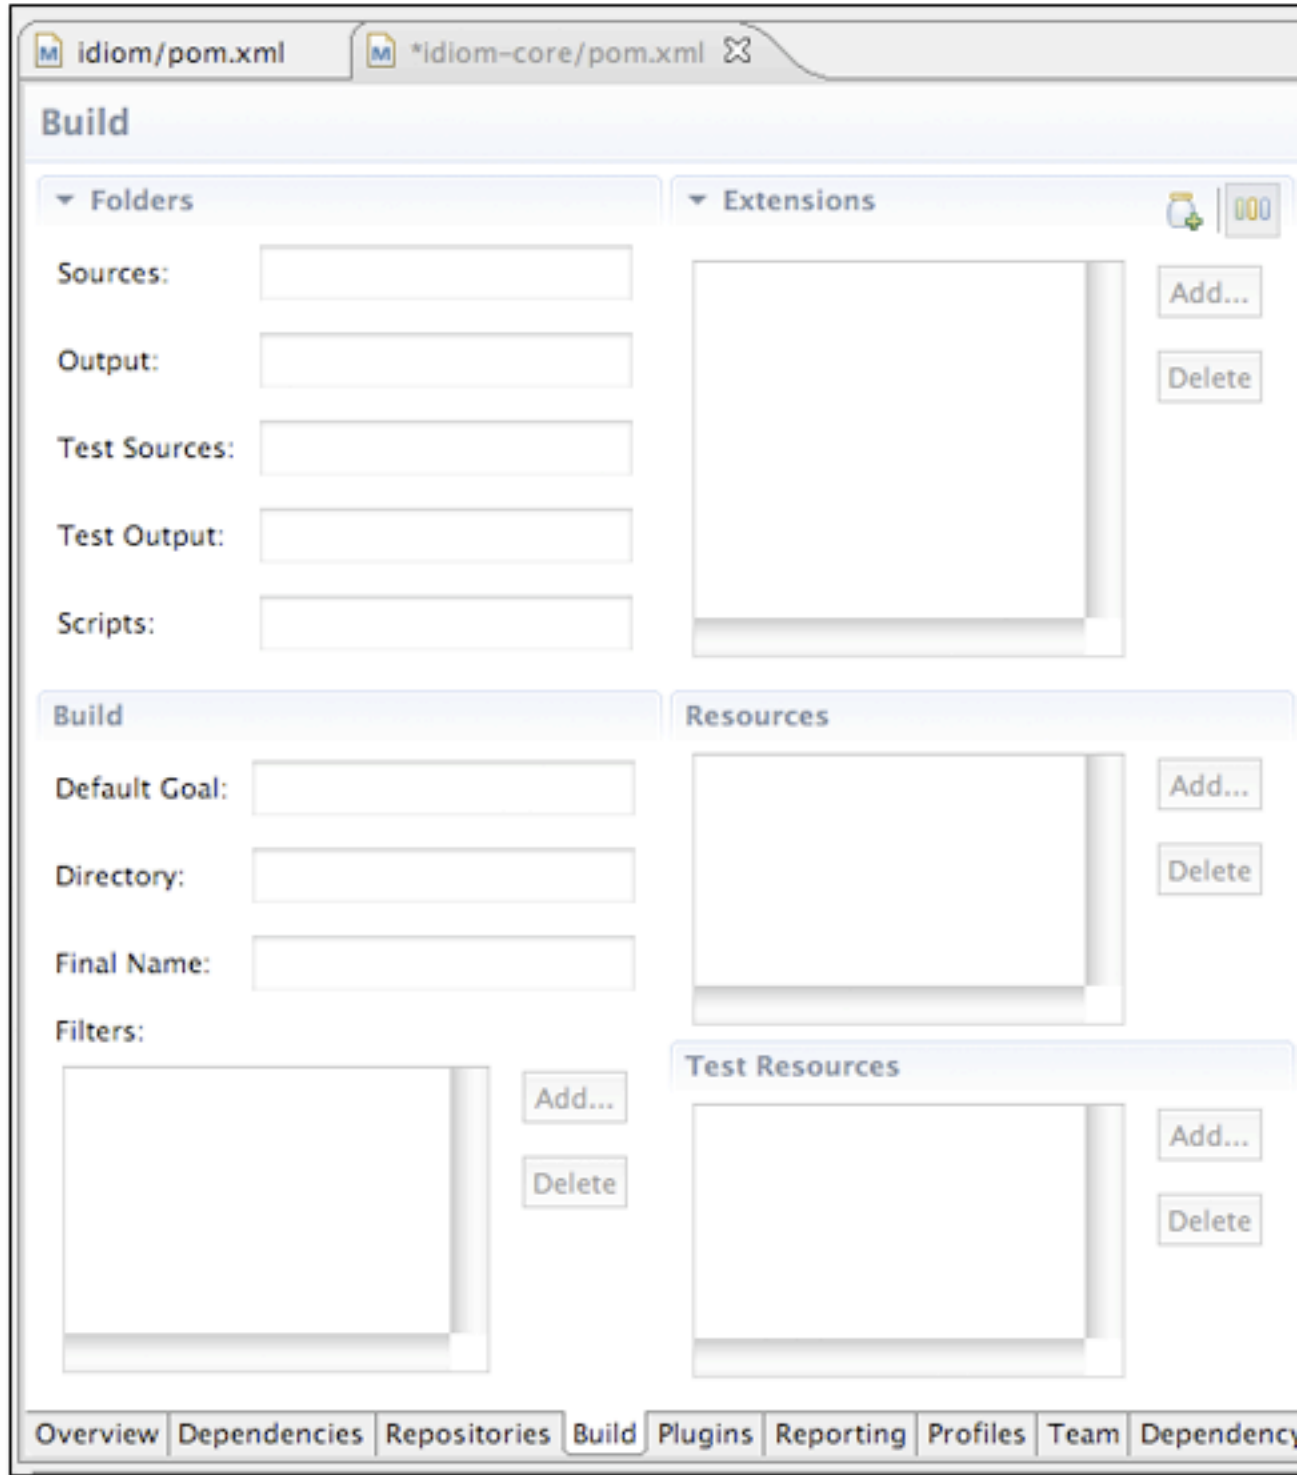 idiom/pom.xml
*idiom-core/pom.xml
Build
Folders
Sources:
Output:
Test Sources:
Test Output:
Scripts:
Extensions
Add...
Delete
Build
Default Goal:
Directory:
Final Name:
Filters:
Add...
Delete
Resources
Add...
Delete
Test Resources
Add...
Delete
Overview Dependencies Repositories Build Plugins Reporting Profiles Team Dependency